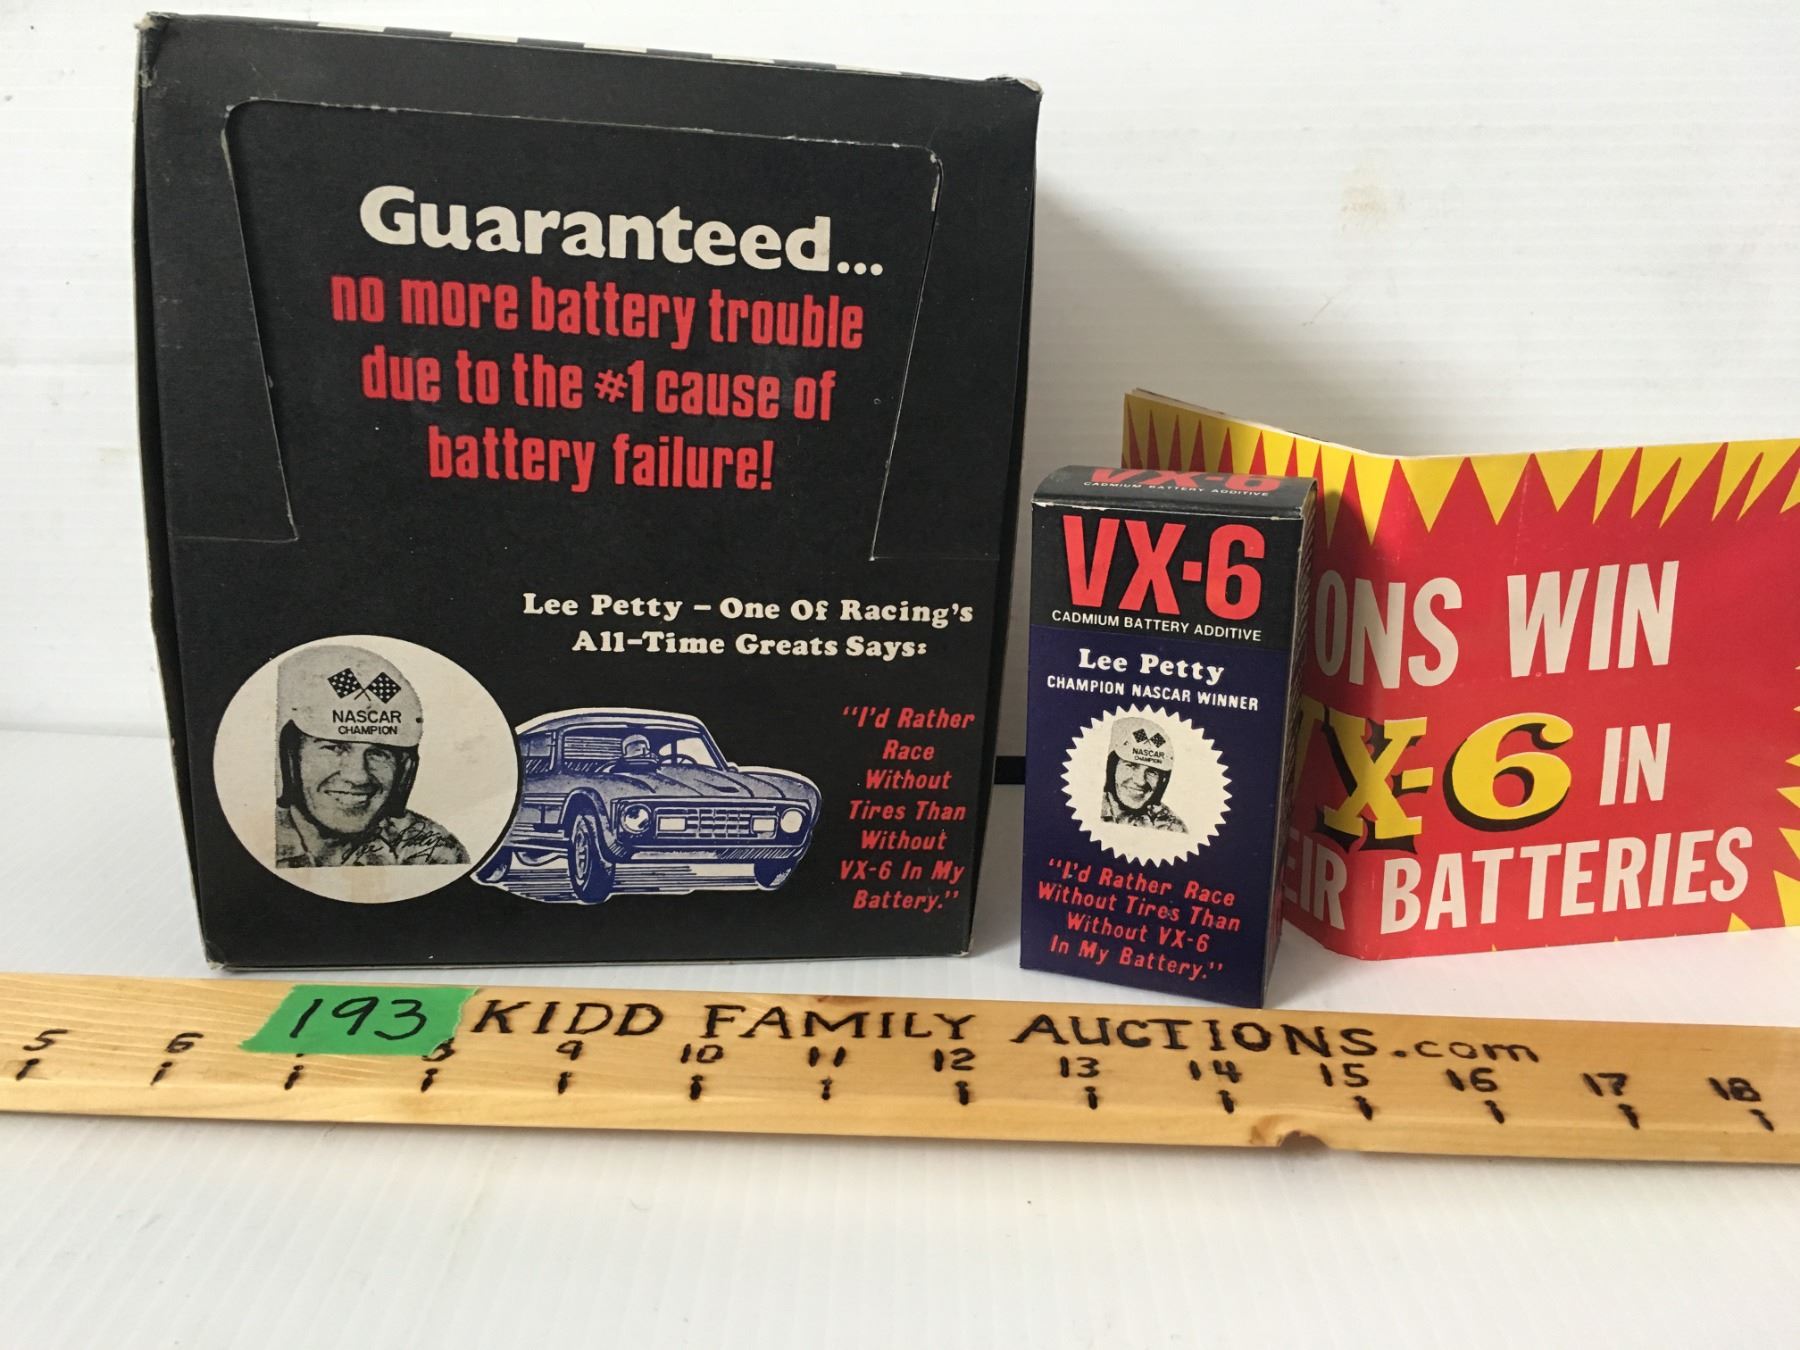 Guaranteed...
no more battery trouble
due to the #1 cause of
battery failure!
Lee Petty – One Of Racing's
All-Time Greats Says:
NASCAR
CHAMPION
Lee Petty
"I'd Rather
Race
Without
Tires Than
Without
VX-6 In My
Battery."
VX-6
CADMIUM BATTERY ADDITIVE
VX-6
CADMIUM BATTERY ADDITIVE
Lee Petty
CHAMPION NASCAR WINNER
NASCAR
CHAMPION
"I'd Rather Race
Without Tires Than
Without VX-6
In My Battery."
ONS WIN
VX-6 IN
EIR BATTERIES
193 KIDD FAMILY AUCTIONS.com
5 6 8 9 10 11 12 13 14 15 16 17 18